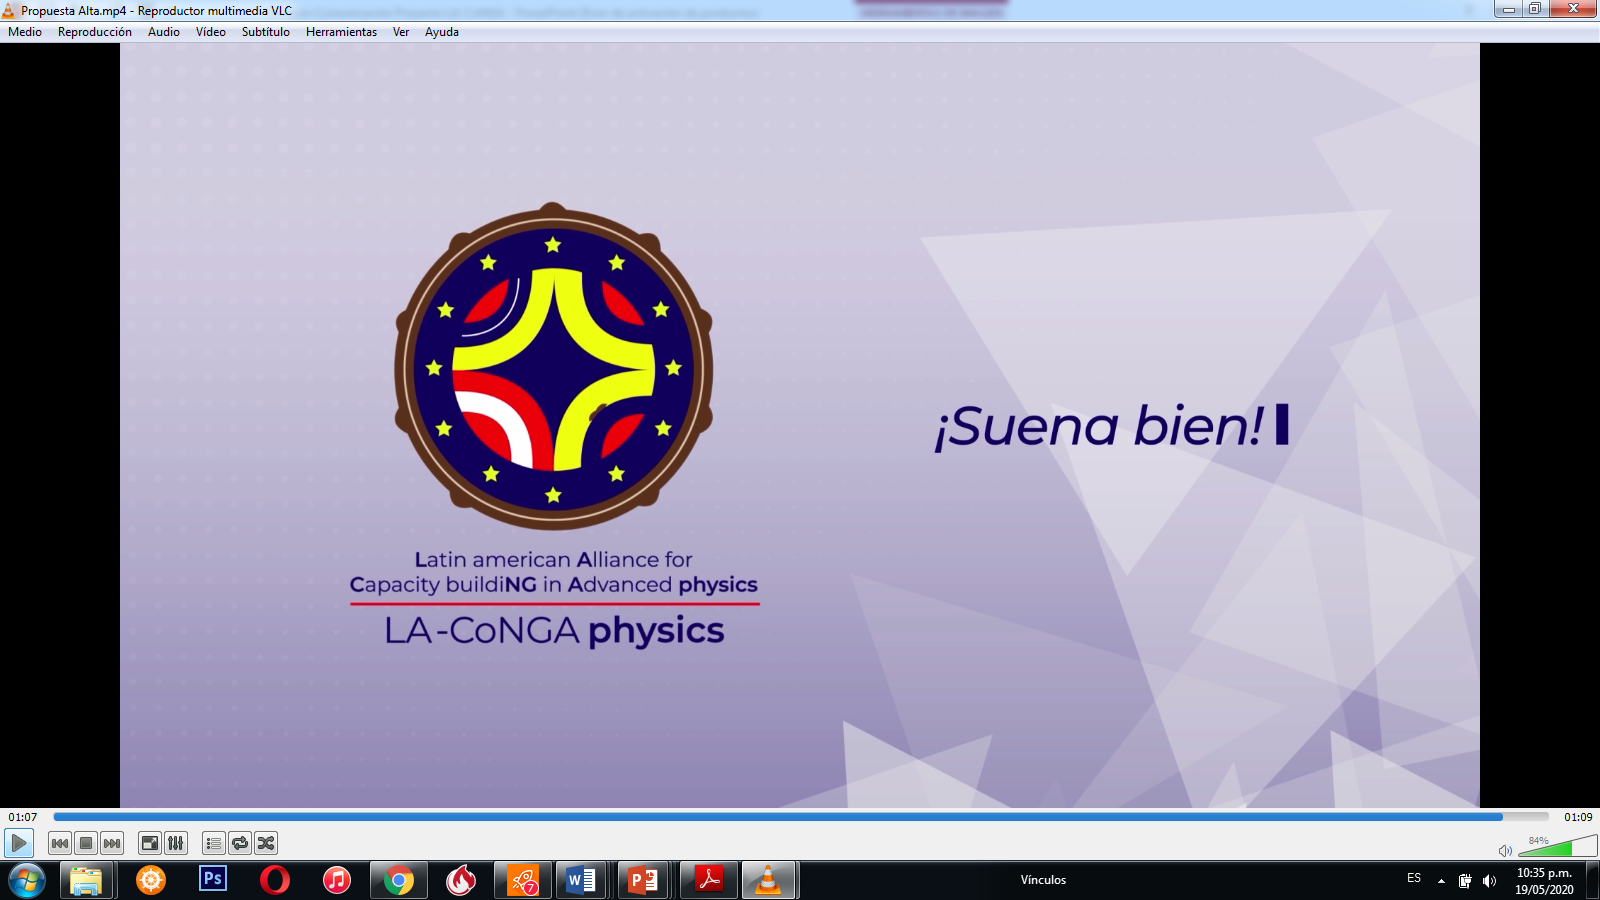 Propuesta Alta.mp4 - Reproductor multimedia VLC
Medio Reproducción Audio Vídeo Subtítulo Herramientas Ver Ayuda
¡Suena bien!
Latin american Alliance for
Capacity buildiNG in Advanced physics
LA-CoNGA physics
01:07 01:09
84%
Ps
7
W
P
Vínculos
ES
10:35 p.m.
19/05/2020